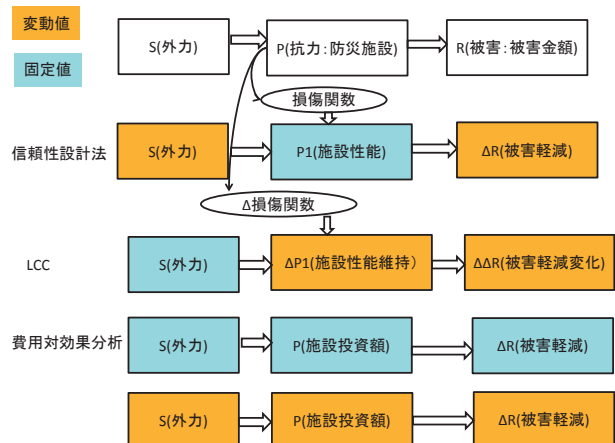 変動値
固定値
S(外力)
P(抗力:防災施設)
R(被害:被害金額)
損傷関数
信頼性設計法
S(外力)
P1(施設性能)
ΔR(被害軽減)
Δ損傷関数
LCC
S(外力)
ΔP1(施設性能維持)
ΔΔR(被害軽減変化)
費用対効果分析
S(外力)
P(施設投資額)
ΔR(被害軽減)
S(外力)
P(施設投資額)
ΔR(被害軽減)